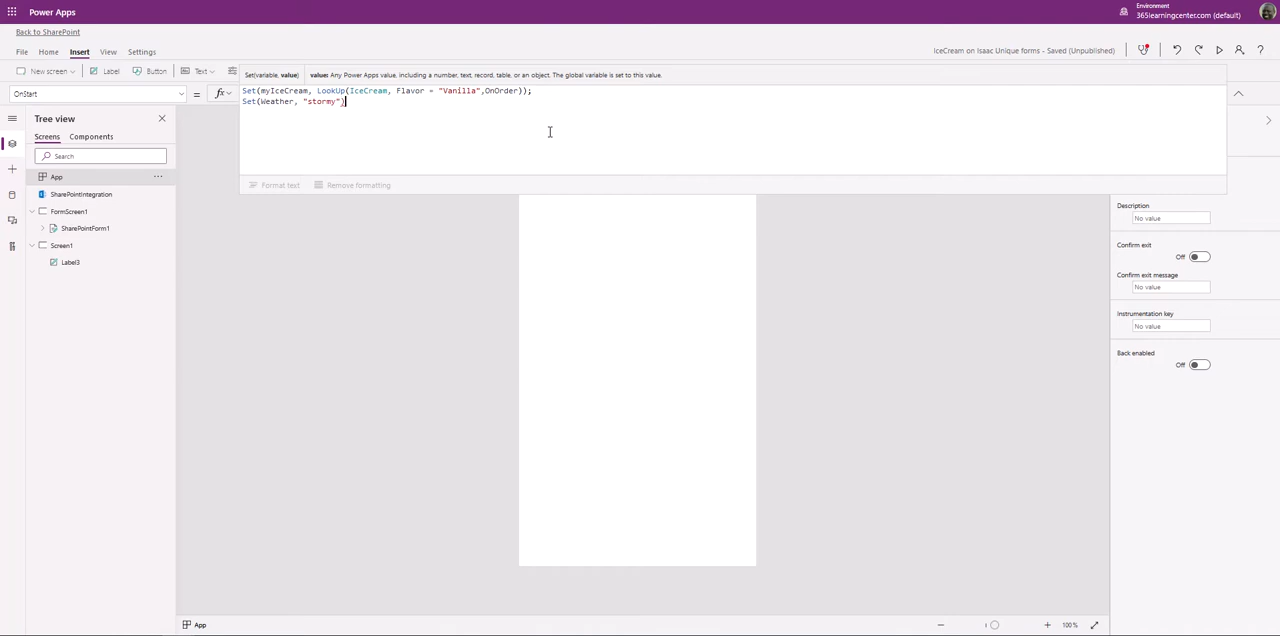 Power Apps
Environment
365learningcenter.com (default)
Back to SharePoint
File Home Insert View Settings
IceCream on Isaac Unique forms - Saved (Unpublished)
New screen Label Button Text
Set(variable, value) value: Any Power Apps value, including a number, text, record, table, or an object. The global variable is set to this value.
OnStart = fx
Set(myIceCream, LookUp(IceCream, Flavor = "Vanilla",OnOrder));
Set(Weather, "stormy")
Format text Remove formatting
Tree view
Screens Components
Search
App
SharePointIntegration
FormScreen1
SharePointForm1
Screen1
Label3
Description
No value
Confirm exit
Off
Confirm exit message
No value
Instrumentation key
No value
Back enabled
Off
App
100 %